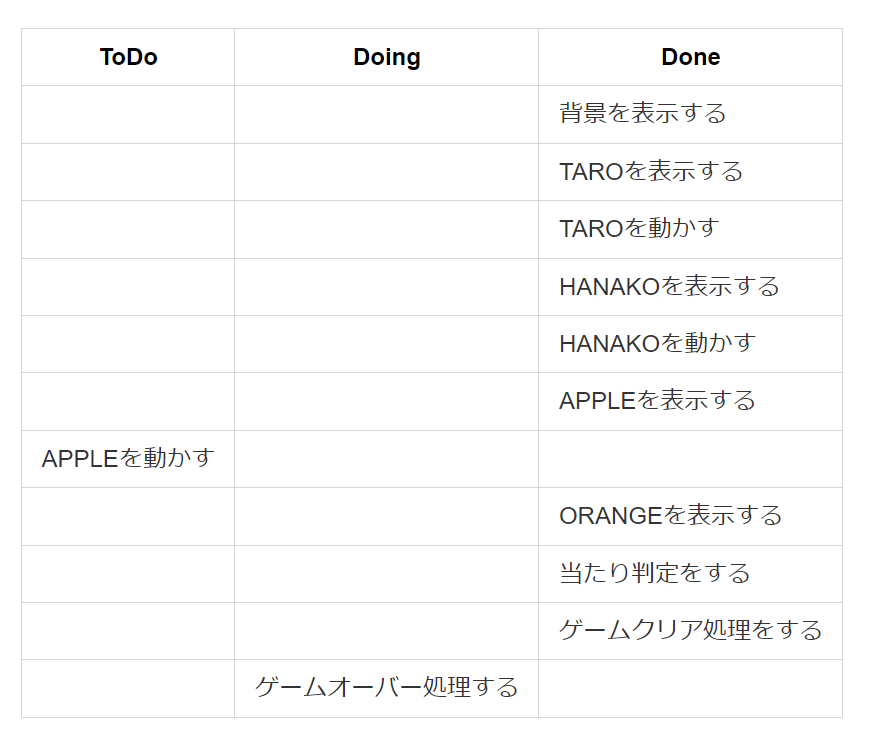 ToDo Doing Done
背景を表示する
TAROを表示する
TAROを動かす
HANAKOを表示する
HANAKOを動かす
APPLEを表示する
APPLEを動かす
ORANGEを表示する
当たり判定をする
ゲームクリア処理をする
ゲームオーバー処理する